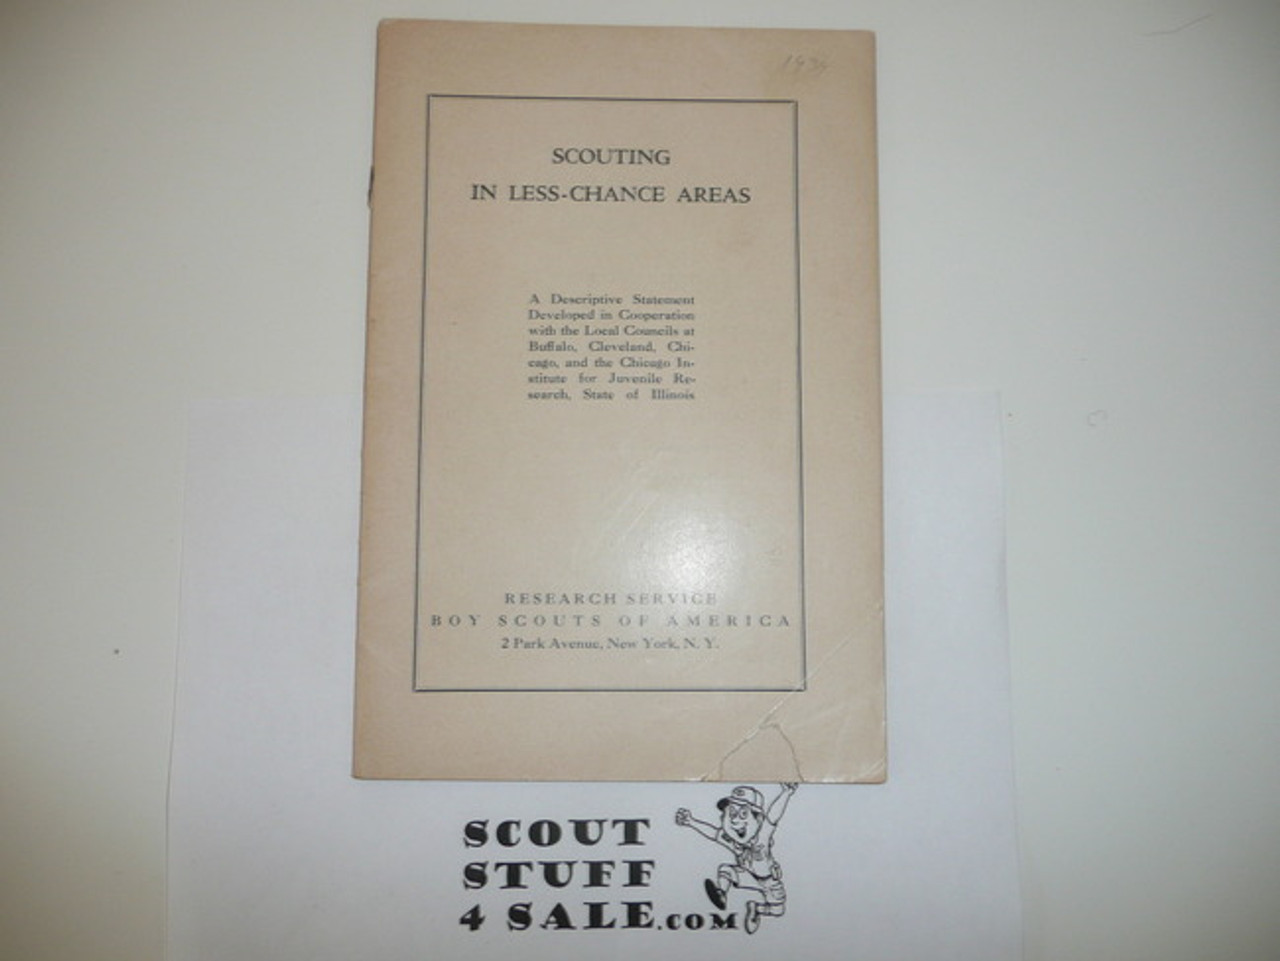 SCOUTING
IN LESS-CHANCE AREAS
A Descriptive Statement
Developed in Cooperation
with the Local Councils at
Buffalo, Cleveland, Chi-
cago, and the Chicago In-
stitute for Juvenile Re-
search, State of Illinois
RESEARCH SERVICE
BOY SCOUTS OF AMERICA
2 Park Avenue, New York, N. Y.
SCOUT
STUFF
4 SALE.COM